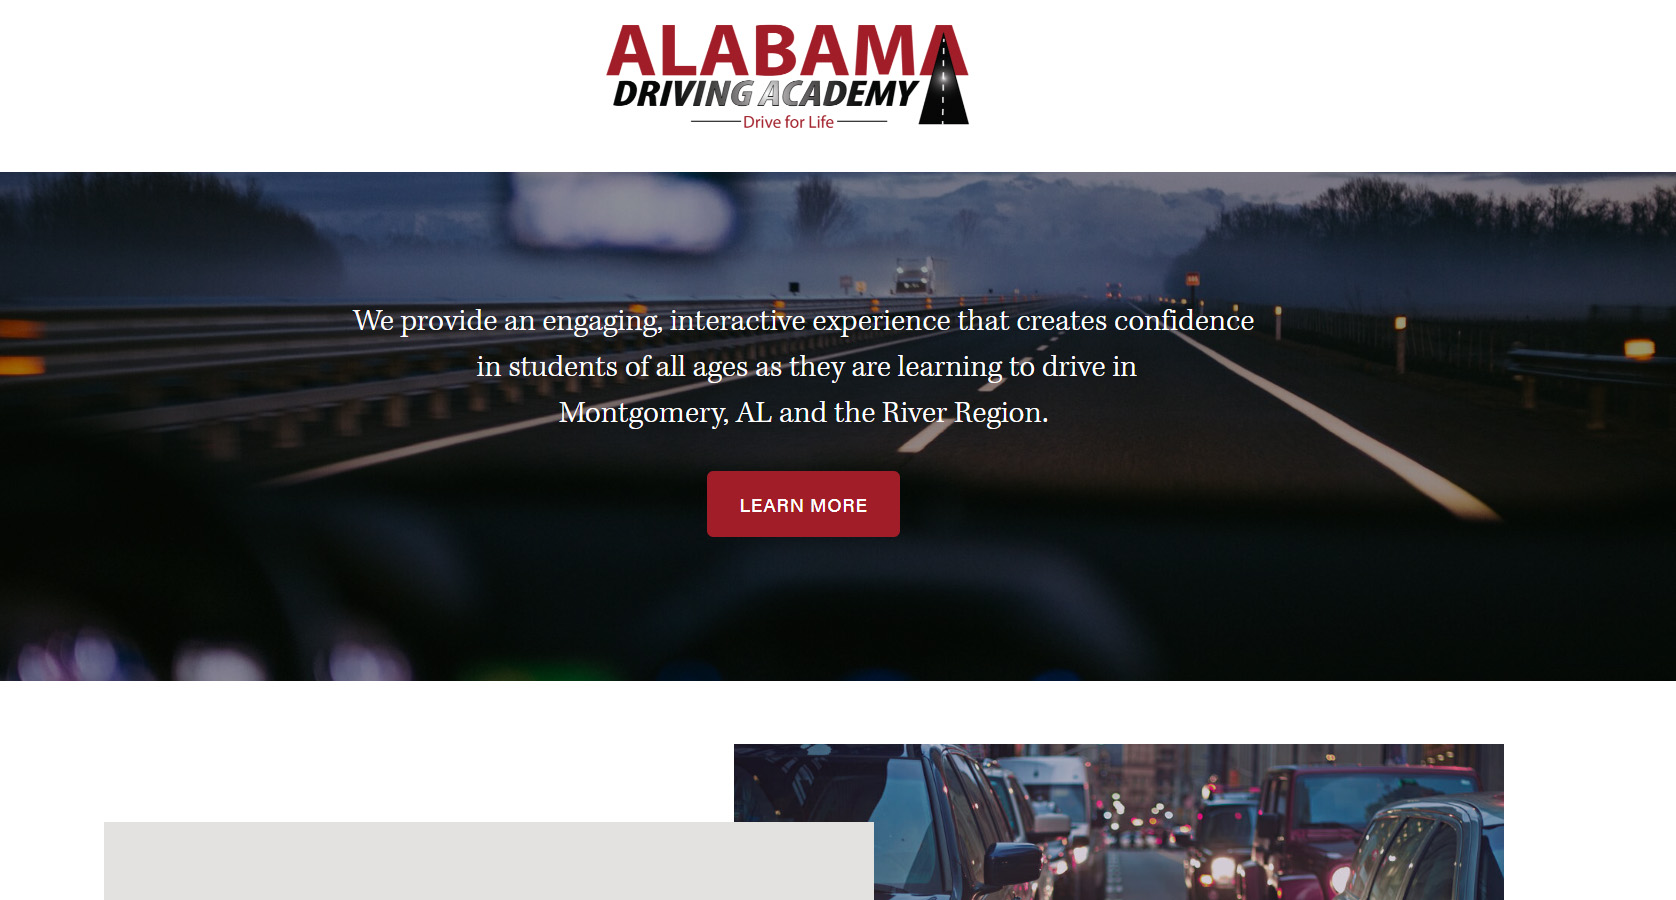 ALABAMA
DRIVING ACADEMY
Drive for Life
We provide an engaging, interactive experience that creates confidence
in students of all ages as they are learning to drive in
Montgomery, AL and the River Region.
LEARN MORE